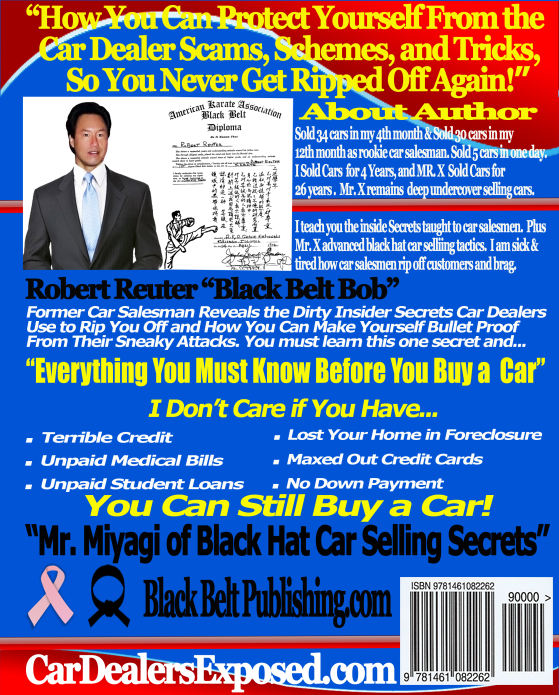 “How You Can Protect Yourself From the
Car Dealer Scams, Schemes, and Tricks,
So You Never Get Ripped Off Again!”
American Karate Association
Black Belt
Diploma
Robert Reuter
About Author
Sold 34 cars in my 4th month & Sold 30 cars in my
12th month as rookie car salesman. Sold 5 cars in one day.
I Sold Cars for 4 Years, and MR. X Sold Cars for
26 years . Mr. X remains deep undercover selling cars.
I teach you the inside Secrets taught to car salesmen. Plus
Mr. X advanced black hat car selliing tactics. I am sick &
tired how car salesmen rip off customers and brag.
Robert Reuter “Black Belt Bob”
Former Car Salesman Reveals the Dirty Insider Secrets Car Dealers
Use to Rip You Off and How You Can Make Yourself Bullet Proof
From Their Sneaky Attacks. You must learn this one secret and...
“Everything You Must Know Before You Buy a Car”
I Don’t Care if You Have...
. Terrible Credit
. Unpaid Medical Bills
. Unpaid Student Loans
. Lost Your Home in Foreclosure
. Maxed Out Credit Cards
. No Down Payment
You Can Still Buy a Car!
“Mr. Miyagi of Black Hat Car Selling Secrets”
Black Belt Publishing.com
ISBN 9781461082262
90000 >
9 781461 082262
CarDealersExposed.com